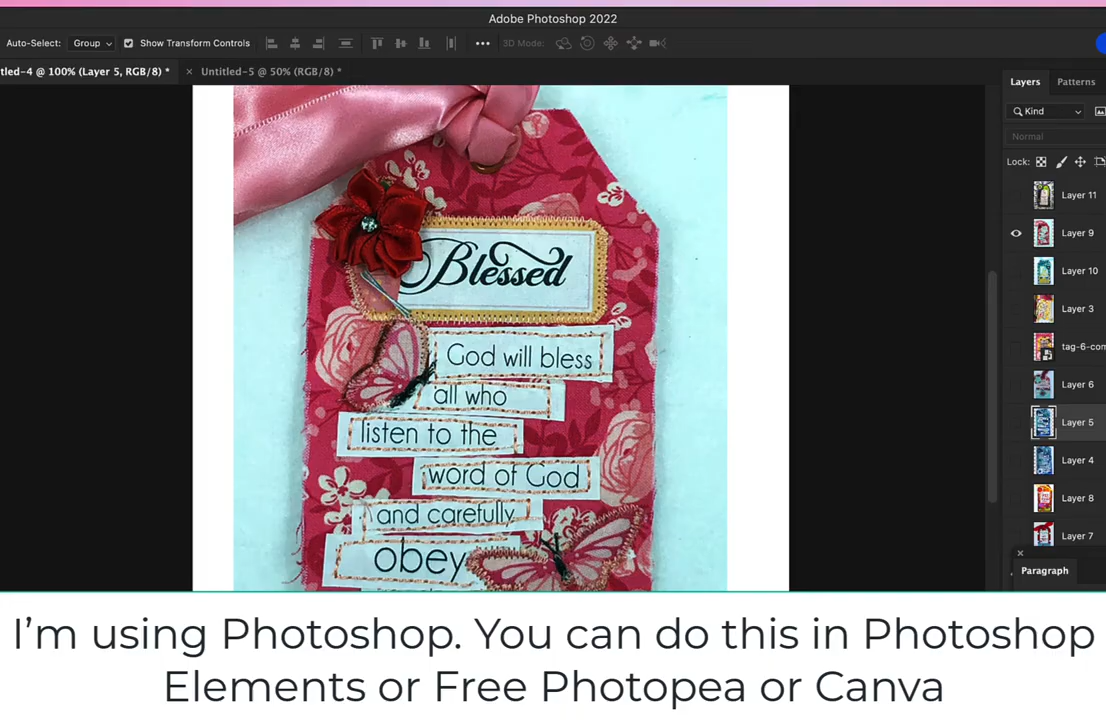 Adobe Photoshop 2022
Auto-Select: Group Show Transform Controls ••• 3D Mode:
tled-4 @ 100% (Layer 5, RGB/8) * × Untitled-5 @ 50% (RGB/8) *
Layers Patterns
Kind
Normal
Lock:
Layer 11
Layer 9
Layer 10
Layer 3
tag-6-com
Layer 6
Layer 5
Layer 4
Layer 8
Layer 7
× 
Paragraph
Blessed
God will bless
all who
listen to the
word of God
and carefully
obey
I’m using Photoshop. You can do this in Photoshop
Elements or Free Photopea or Canva